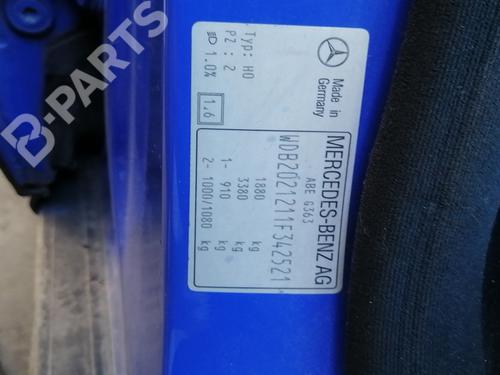 MERCEDES-BENZ AG
ABE G363
WDB2021211F342521
1880 kg
3380 kg
1- 910 kg
2- 1000/1080 kg
Made in
Germany
Typ: HO
PZ : 2
1.0%
1,6
B-PARTS